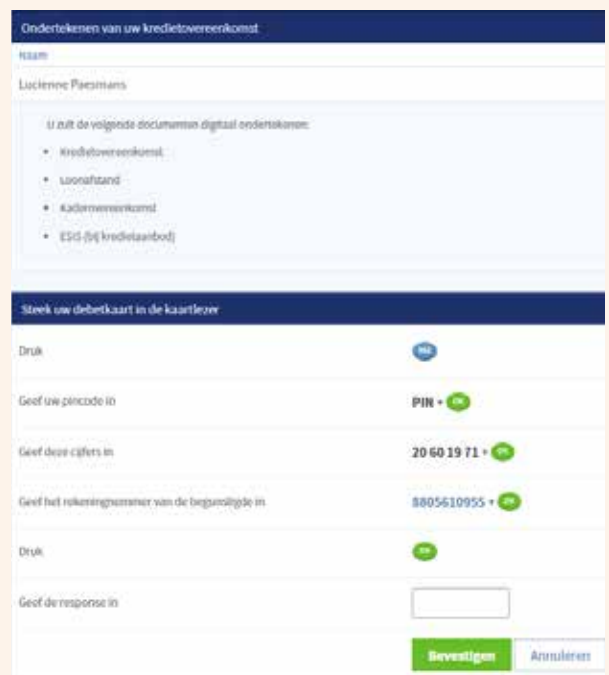 Ondertekenen van uw kredietovereenkomst
Naam
Lucienne Paesmans
U zult de volgende documenten digitaal ondertekenen:
• Kredietovereenkomst
• Loonafstand
• Kaderovereenkomst
• ESIS (bij kredietaanbod)
Steek uw debetkaart in de kaartlezer
Druk M2
Geef uw pincode in PIN + OK
Geef deze cijfers in 20 60 19 71 + OK
Geef het rekeningnummer van de begunstigde in 8805610955 + OK
Druk OK
Geef de response in
Bevestigen Annuleren